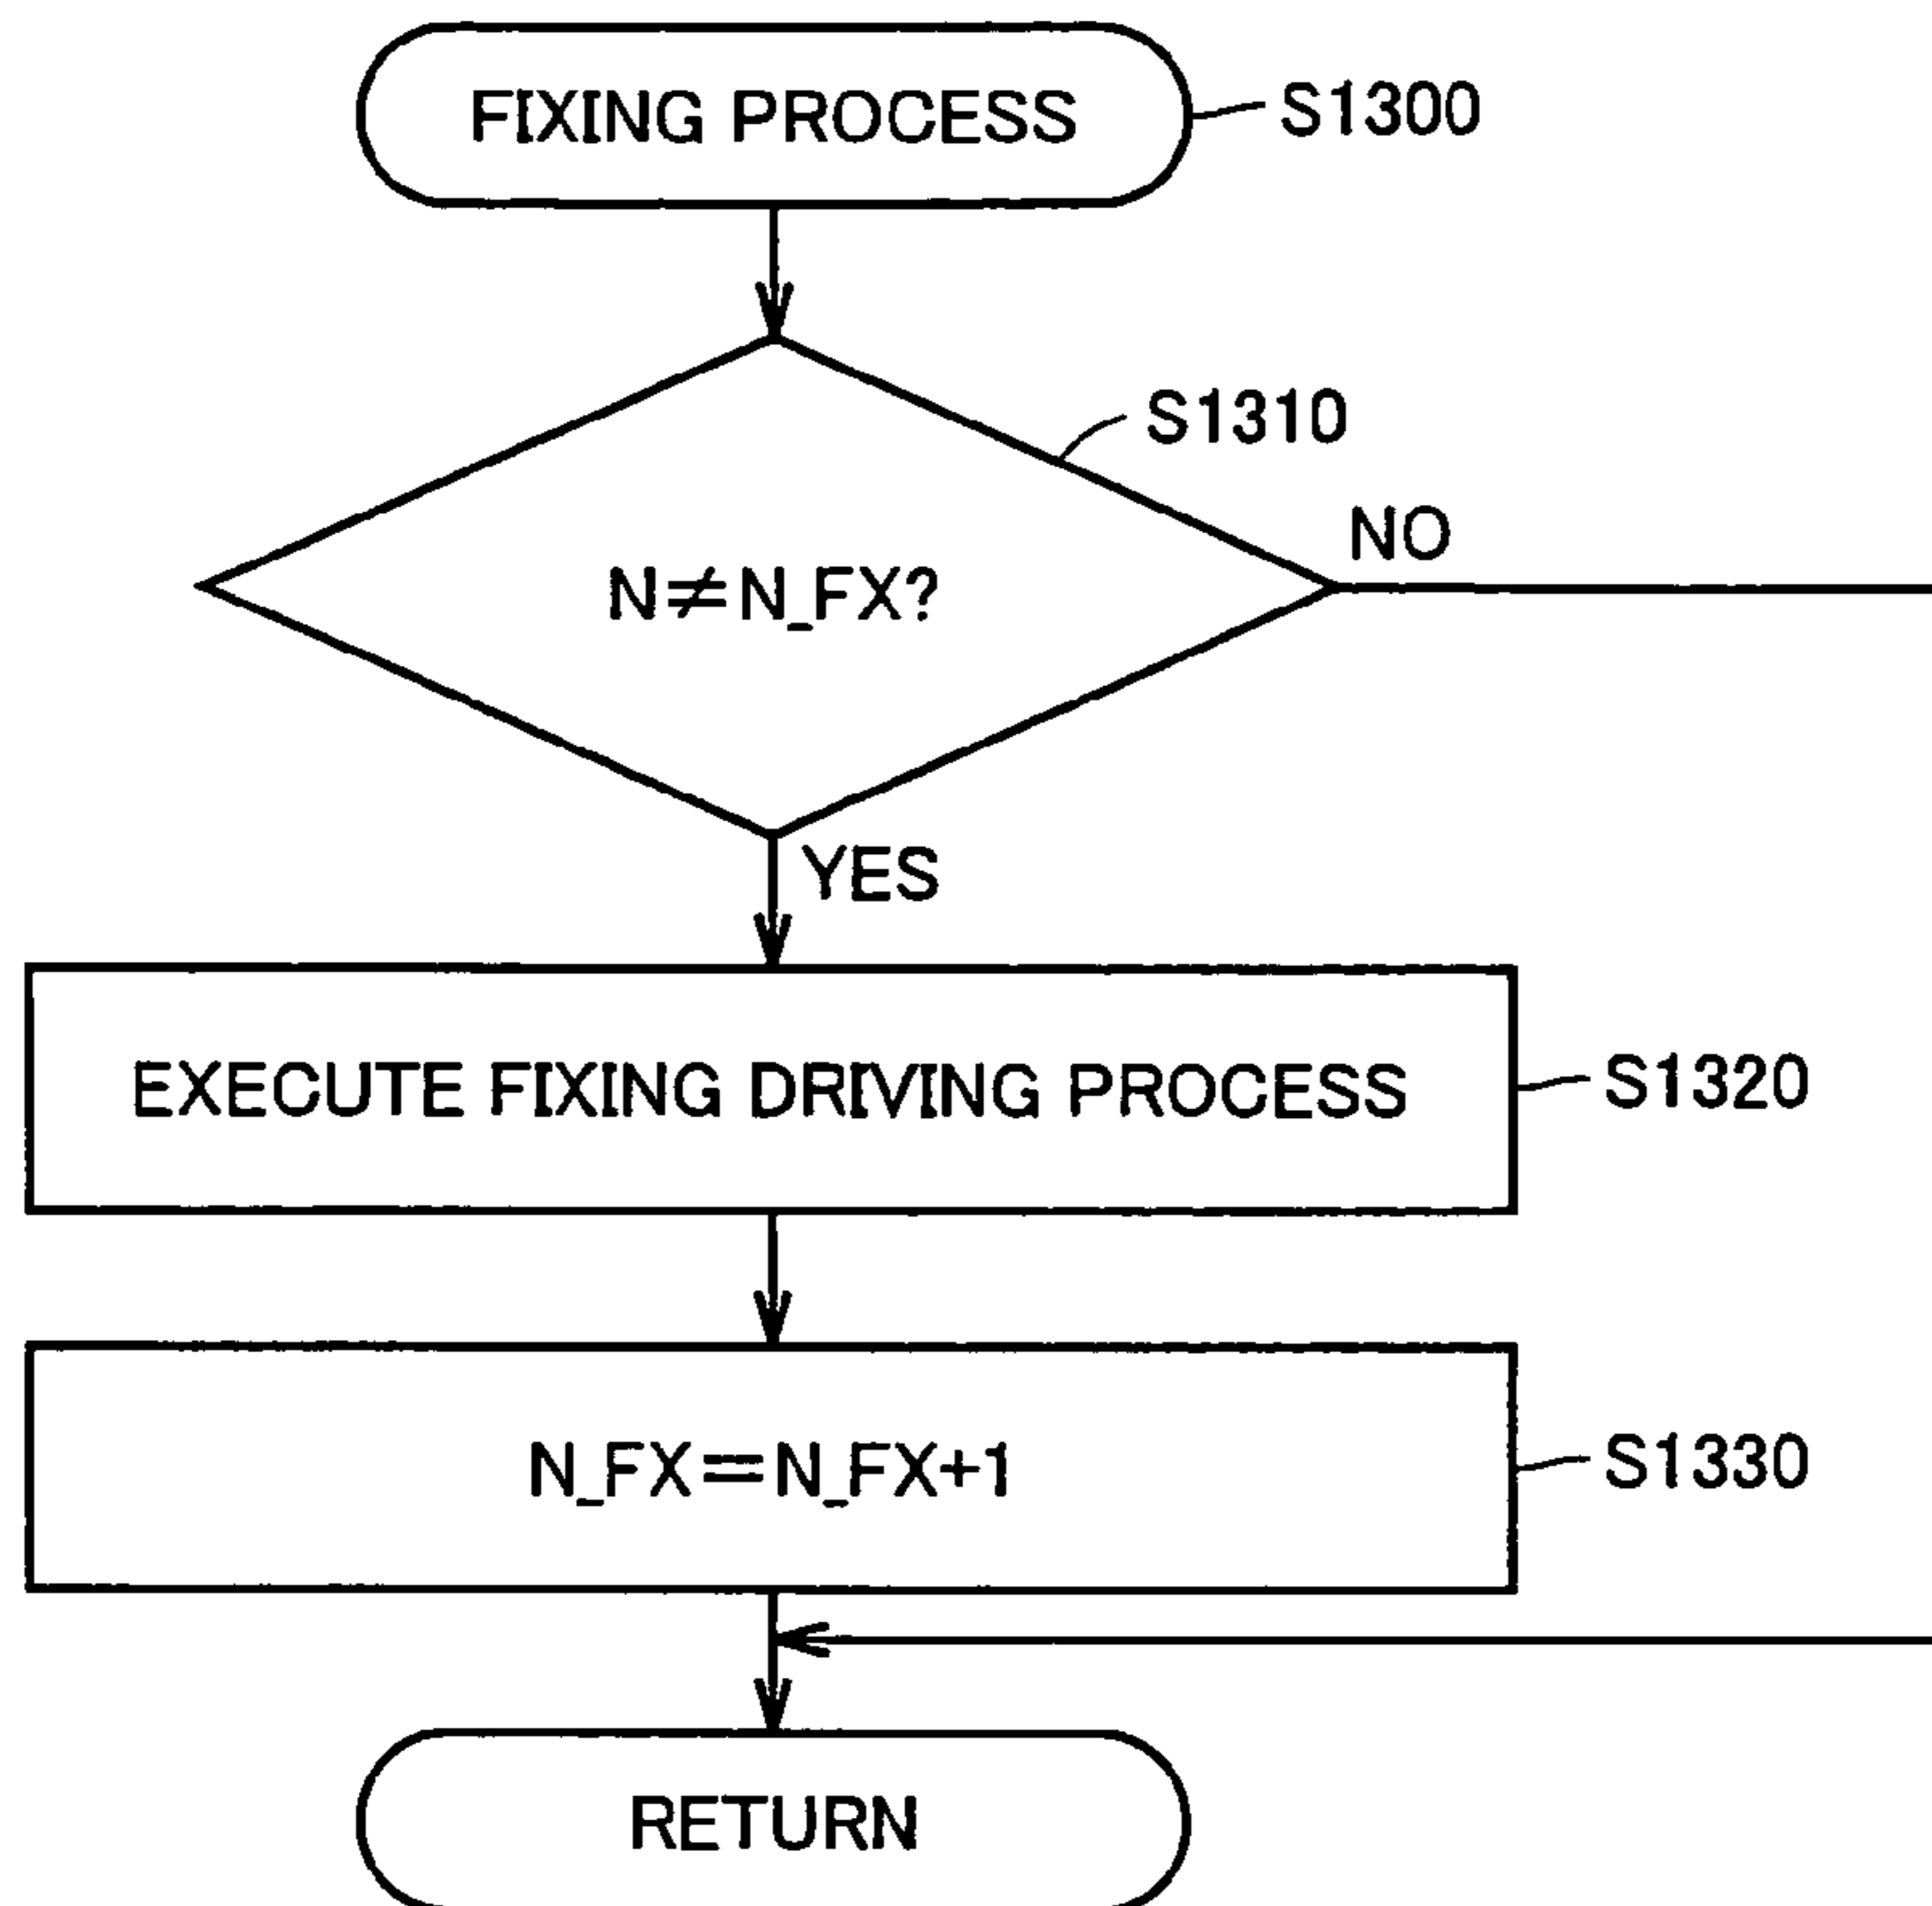 FIXING PROCESS
S1300
S1310
NO
N≠N_FX?
YES
EXECUTE FIXING DRIVING PROCESS
S1320
N_FX=N_FX+1
S1330
RETURN